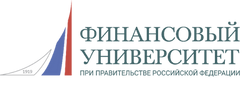 ФИНАНСОВЫЙ
УНИВЕРСИТЕТ
ПРИ ПРАВИТЕЛЬСТВЕ РОССИЙСКОЙ ФЕДЕРАЦИИ